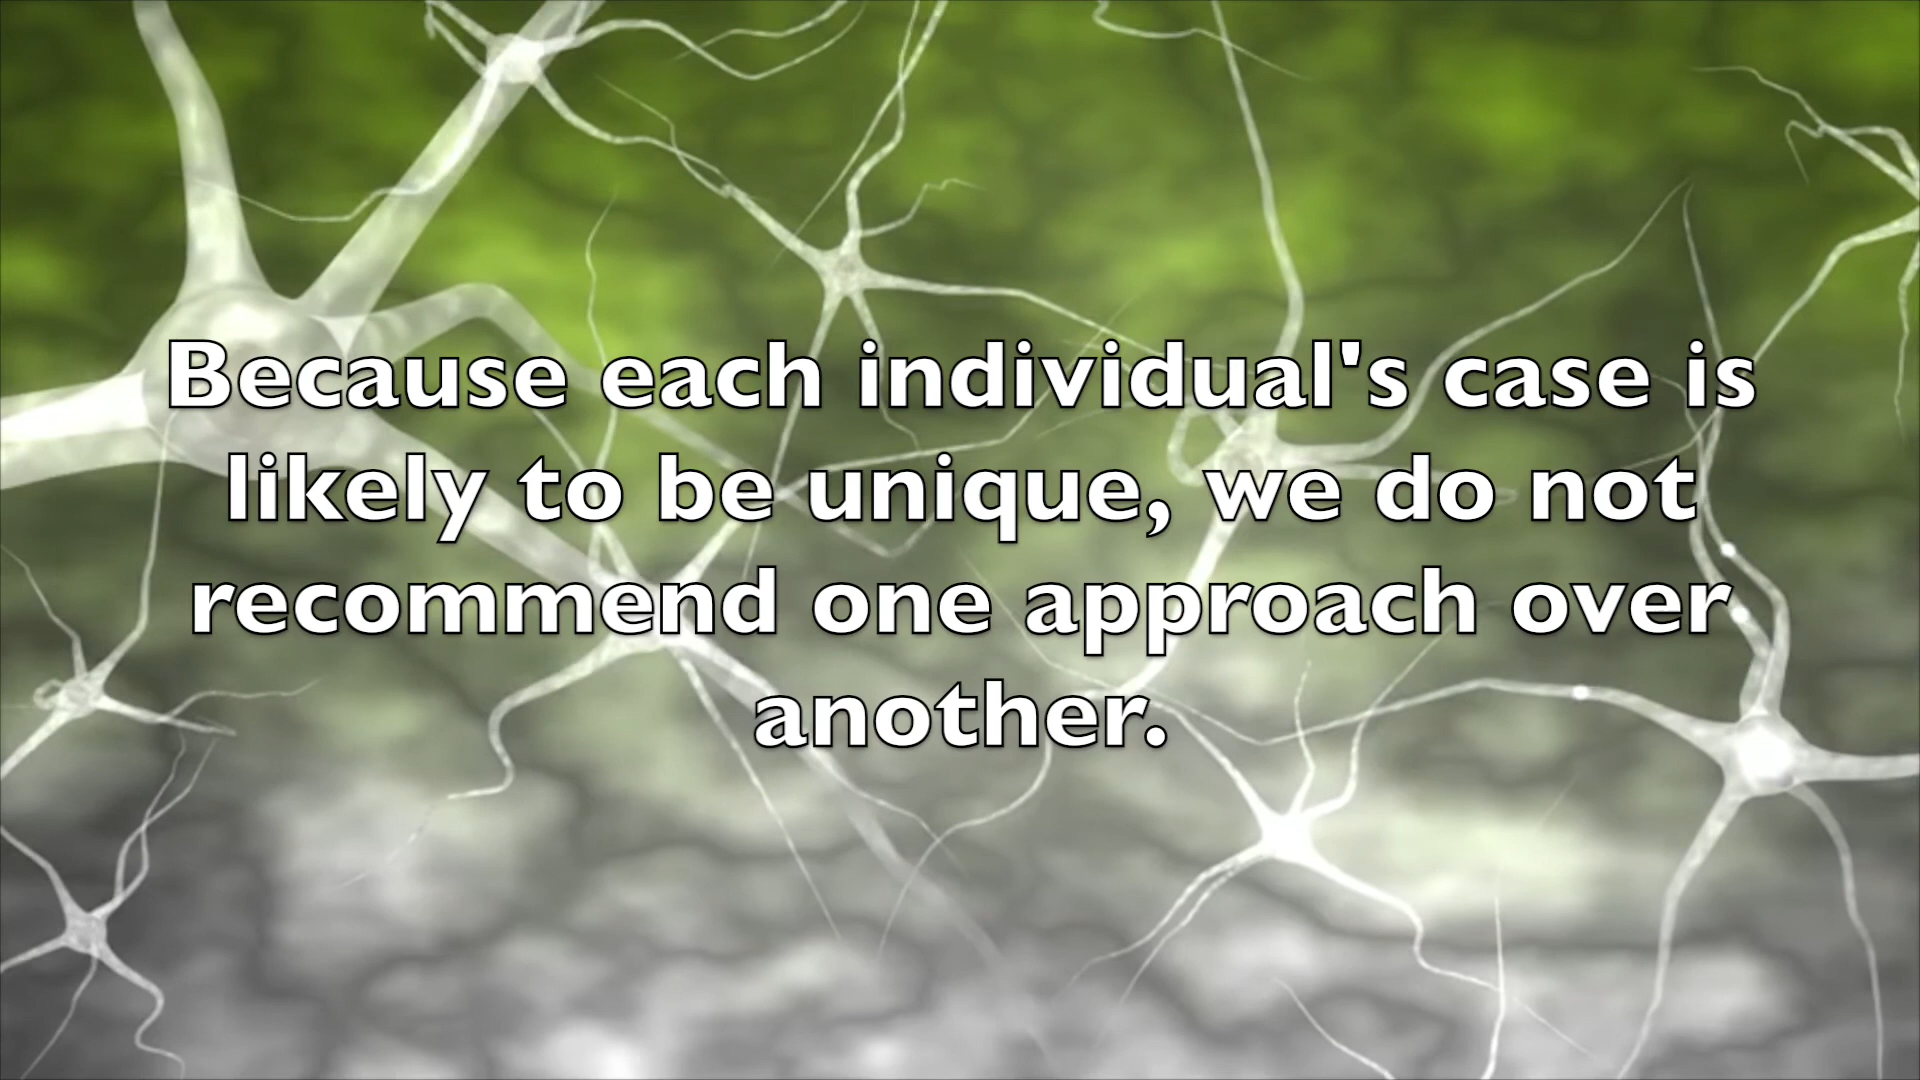 Because each individual's case is
likely to be unique, we do not
recommend one approach over
another.